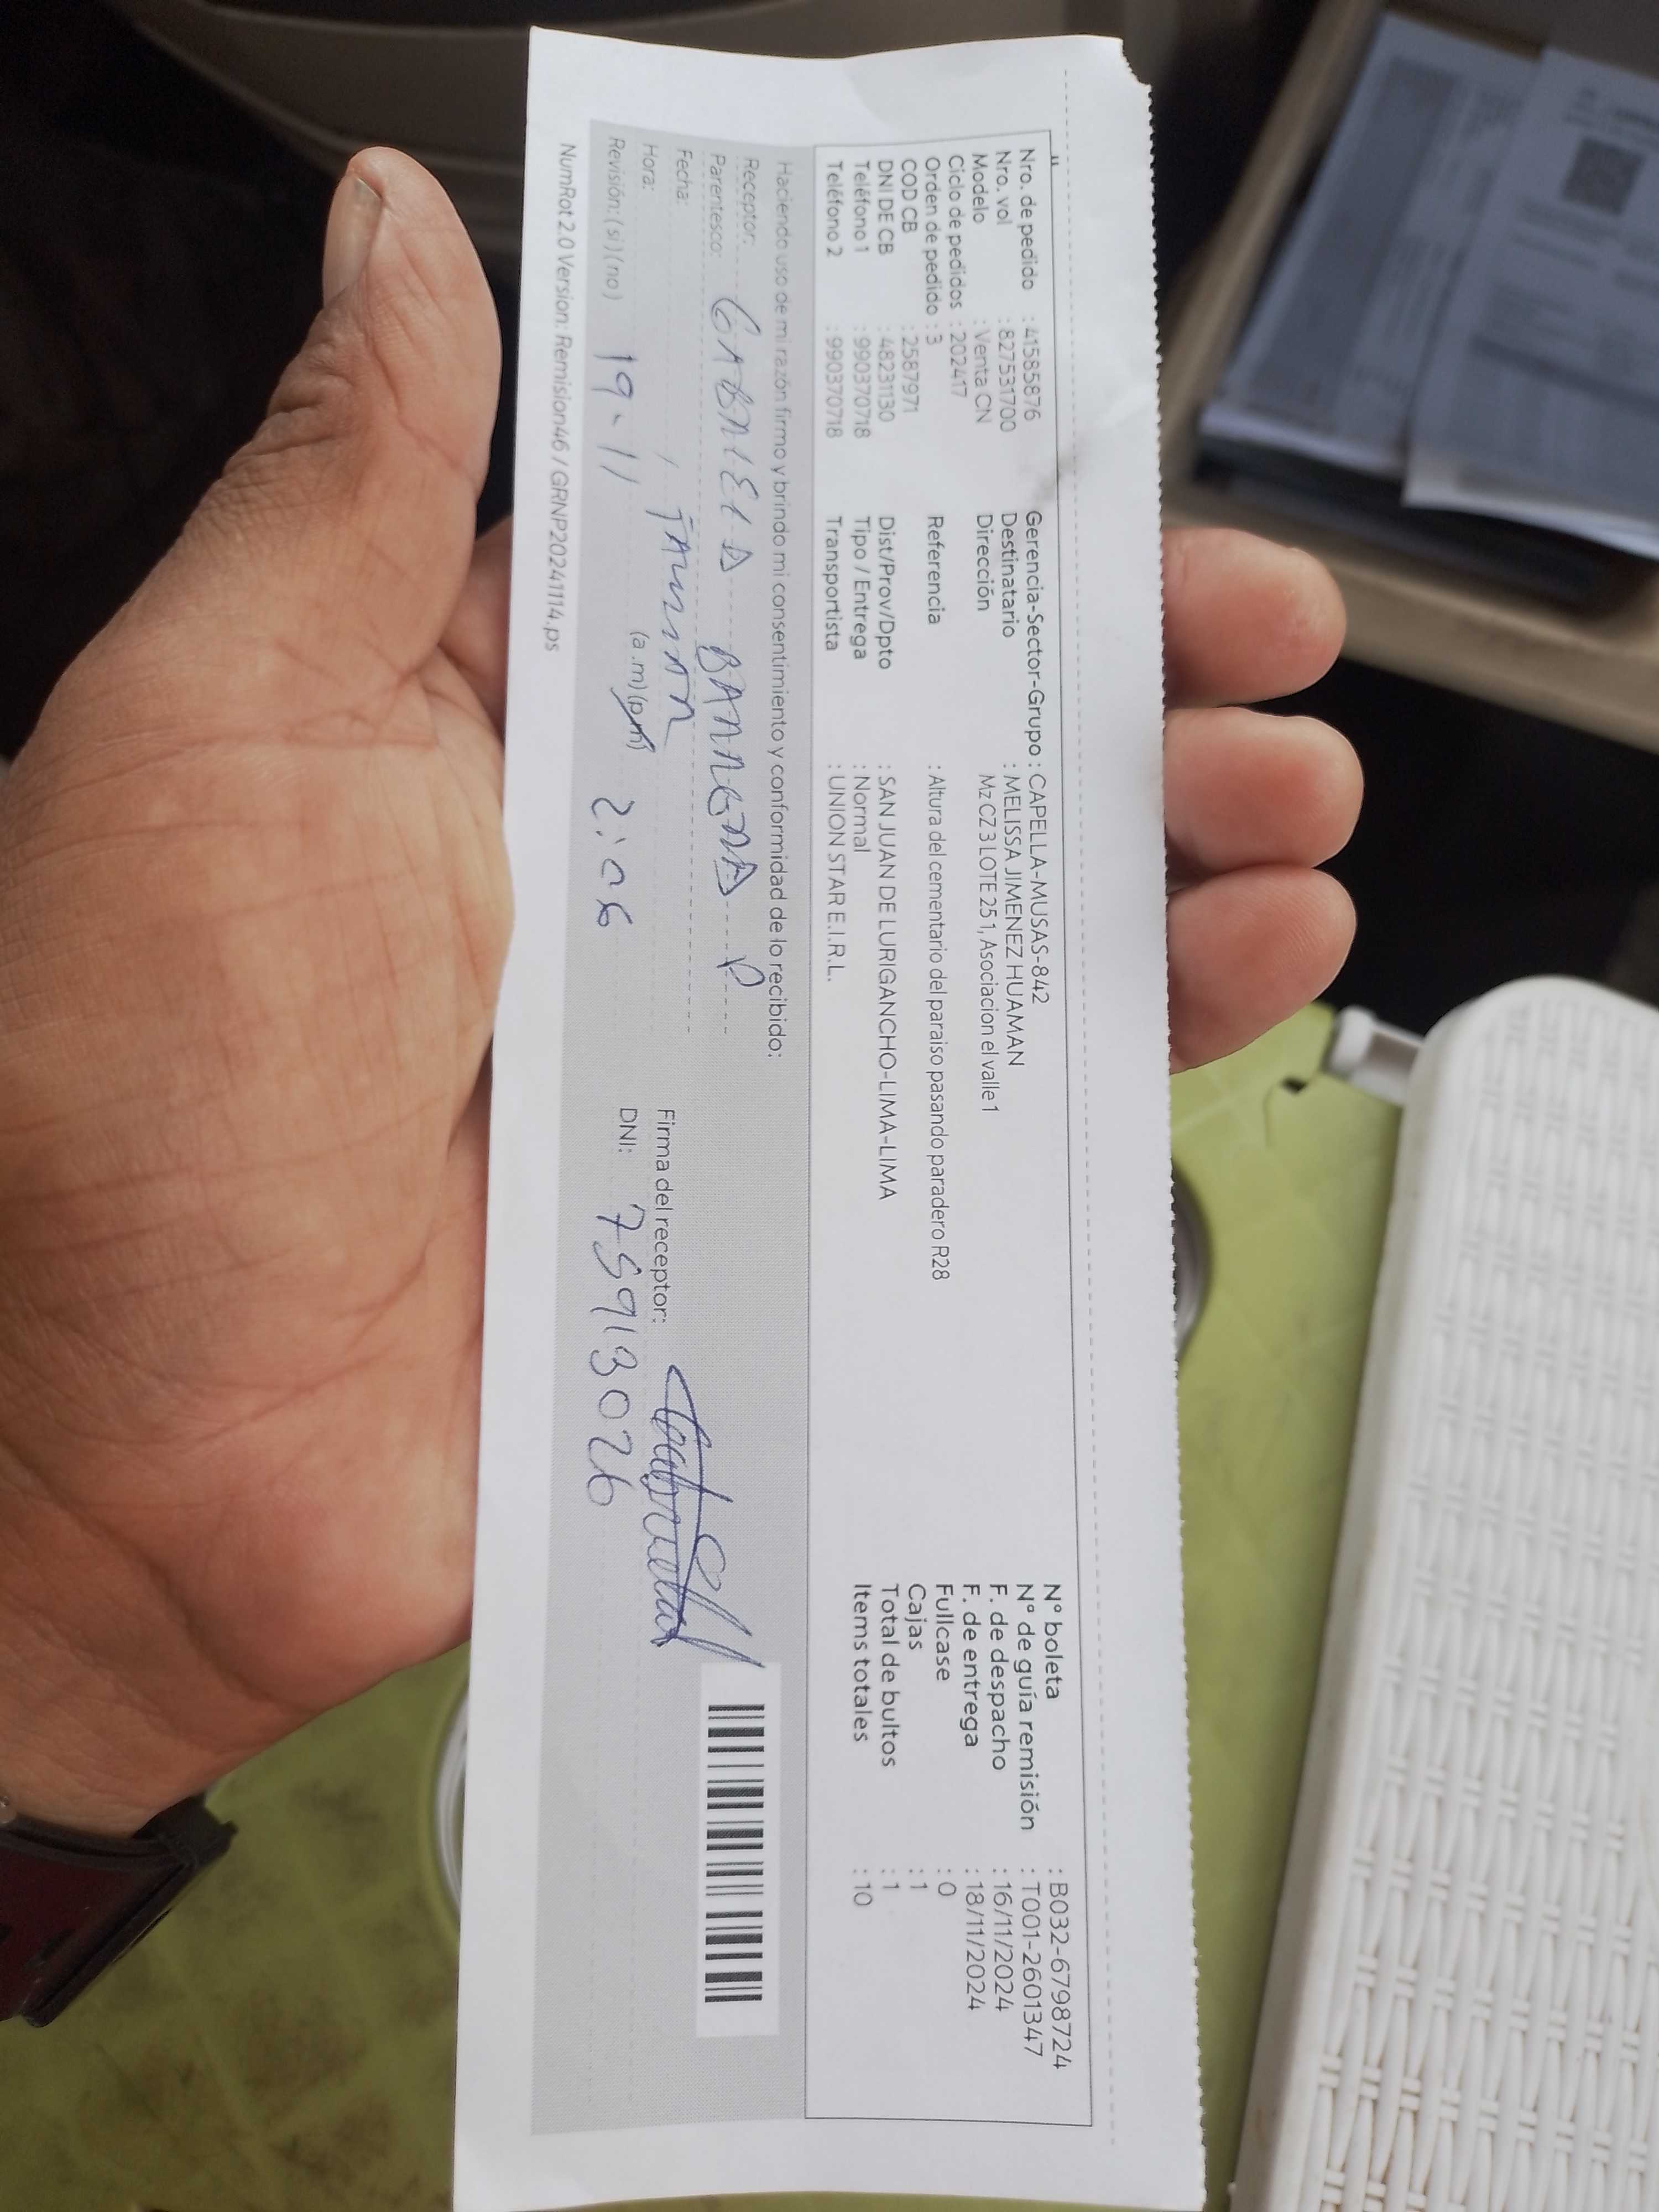 Nro. de pedido : 41585876
Nro. vol : 827531700
Modelo : Venta CN
Ciclo de pedidos : 202417
Orden de pedido : 3
COD CB : 2587971
DNI DE CB : 48231130
Teléfono 1 : 990370718
Teléfono 2 : 990370718
Gerencia-Sector-Grupo : CAPELLA-MUSAS-842
Destinatario : MELISSA JIMENEZ HUAMAN
Dirección Mz CZ 3 LOTE 25 1, Asociacion el valle 1
Referencia : Altura del cementario del paraiso pasando paradero R28
Dist/Prov/Dpto : SAN JUAN DE LURIGANCHO-LIMA-LIMA
Tipo / Entrega : Normal
Transportista : UNION STAR E.I.R.L.
N° boleta : B032-6798724
N° de guía remisión : T001-2601347
F. de despacho : 16/11/2024
F. de entrega : 18/11/2024
Fullcase : 0
Cajas : 1
Total de bultos : 1
Items totales : 10
Haciendo uso de mi razón firmo y brindo mi consentimiento y conformidad de lo recibido:
Receptor: GABRIELA
Parentesco:
Fecha:
Hora: (a.m) (pm)
Revisión: (si) (no) 19-11 2:06
Firma del receptor: Gabriela
DNI: 75913026
NumRot 2.0 Version: Remision46 / GRNP20241114.ps